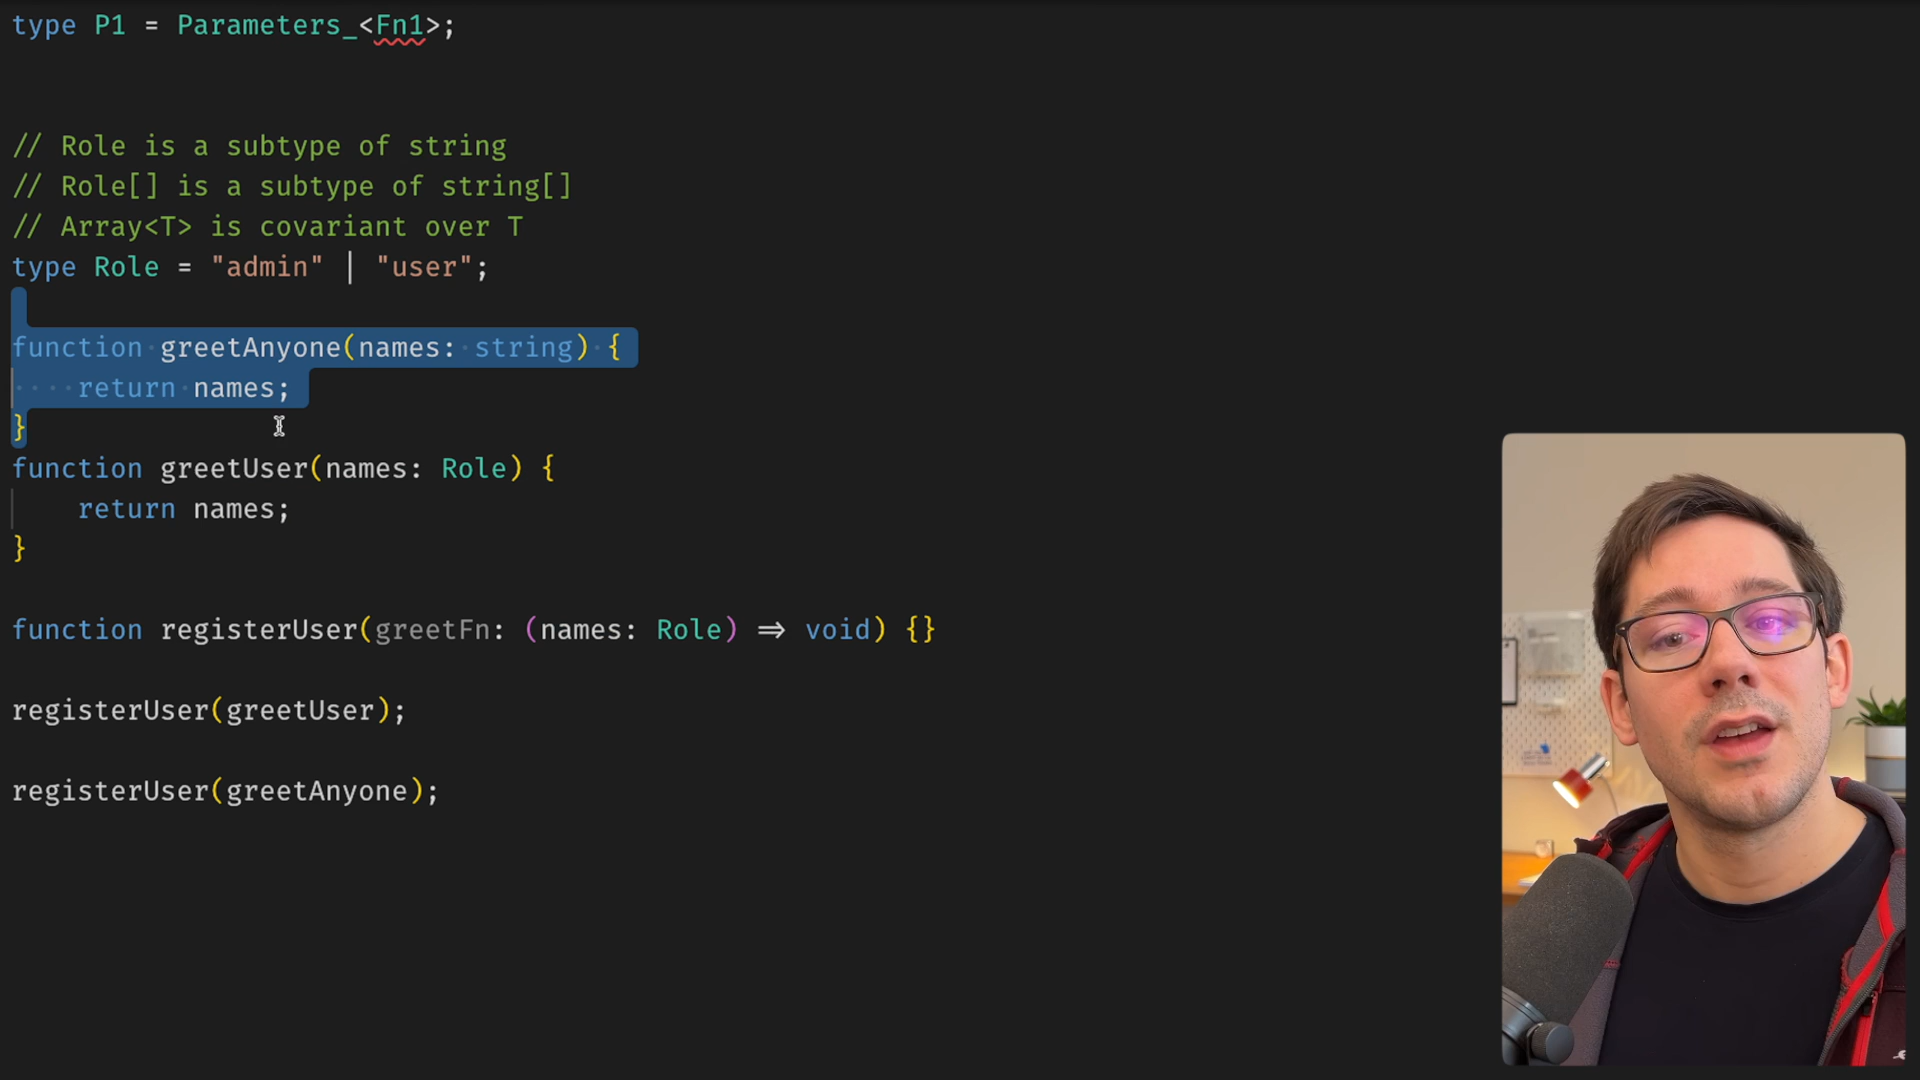 type P1 = Parameters_<Fn1>;
// Role is a subtype of string
// Role[] is a subtype of string[]
// Array<T> is covariant over T
type Role = "admin" | "user";
function greetAnyone(names: string) {
    return names;
}
function greetUser(names: Role) {
    return names;
}
function registerUser(greetFn: (names: Role) => void) {}
registerUser(greetUser);
registerUser(greetAnyone);